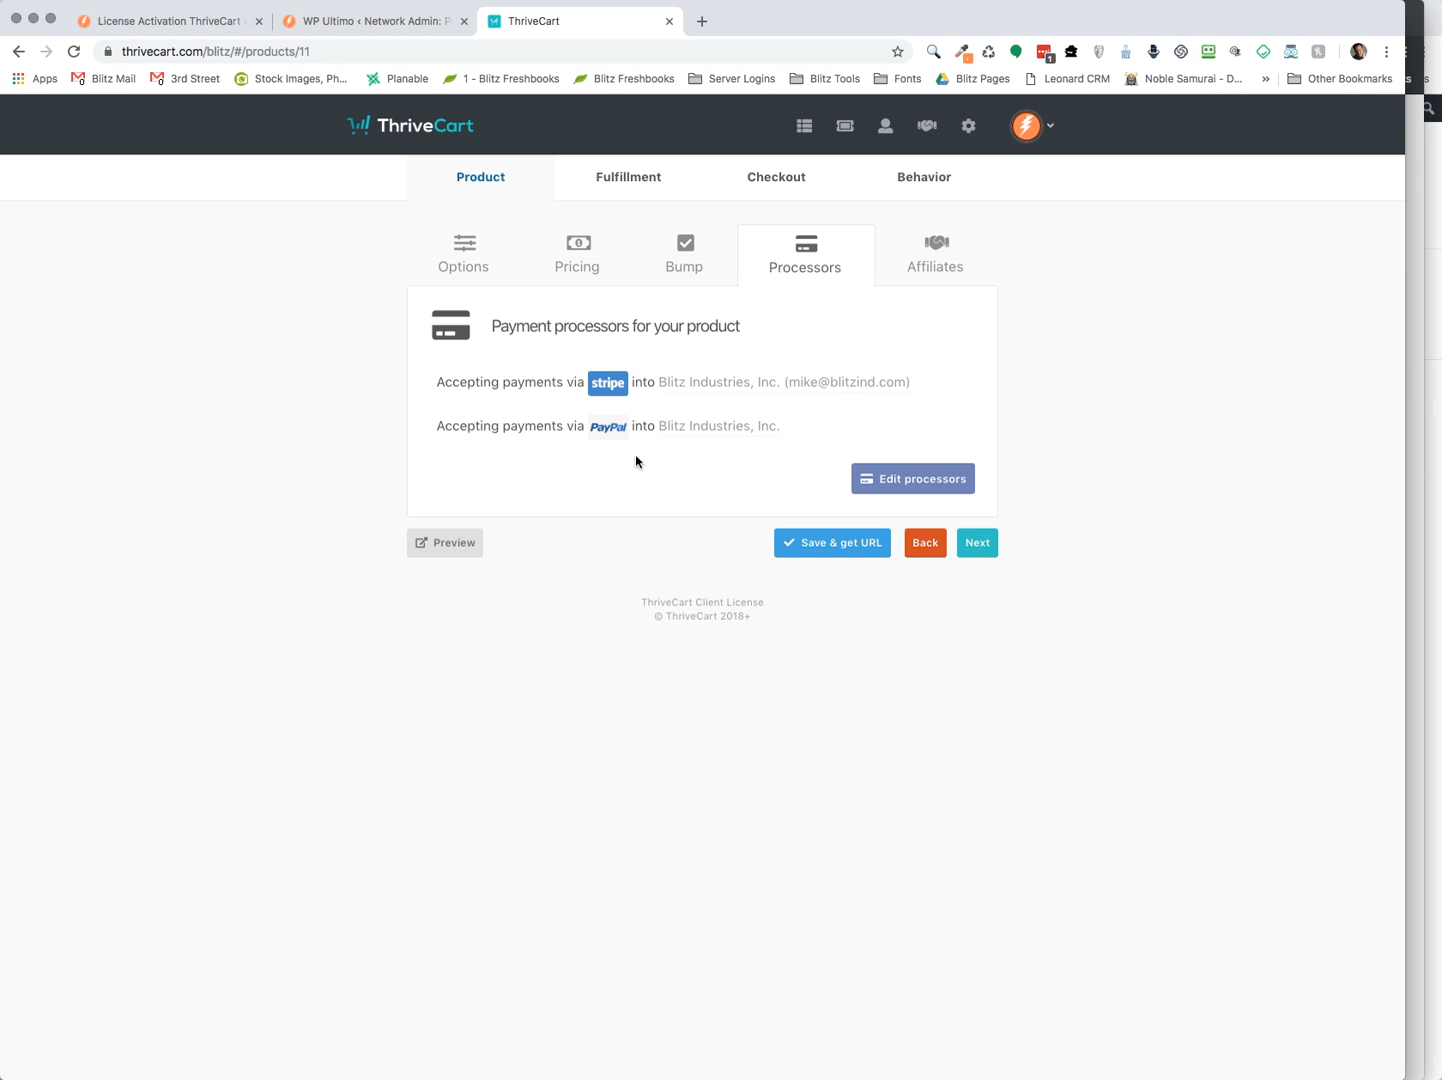 License Activation ThriveCart
WP Ultimo ‹ Network Admin: P
ThriveCart
thrivecart.com/blitz/#/products/11
Apps
Blitz Mail
3rd Street
Stock Images, Ph...
Planable
1 - Blitz Freshbooks
Blitz Freshbooks
Server Logins
Blitz Tools
Fonts
Blitz Pages
Leonard CRM
Noble Samurai - D...
»
Other Bookmarks
ThriveCart
Product
Fulfillment
Checkout
Behavior
Options
Pricing
Bump
Processors
Affiliates
Payment processors for your product
Accepting payments via stripe into Blitz Industries, Inc. (mike@blitzind.com)
Accepting payments via PayPal into Blitz Industries, Inc.
Edit processors
Preview
Save & get URL
Back
Next
ThriveCart Client License
© ThriveCart 2018+